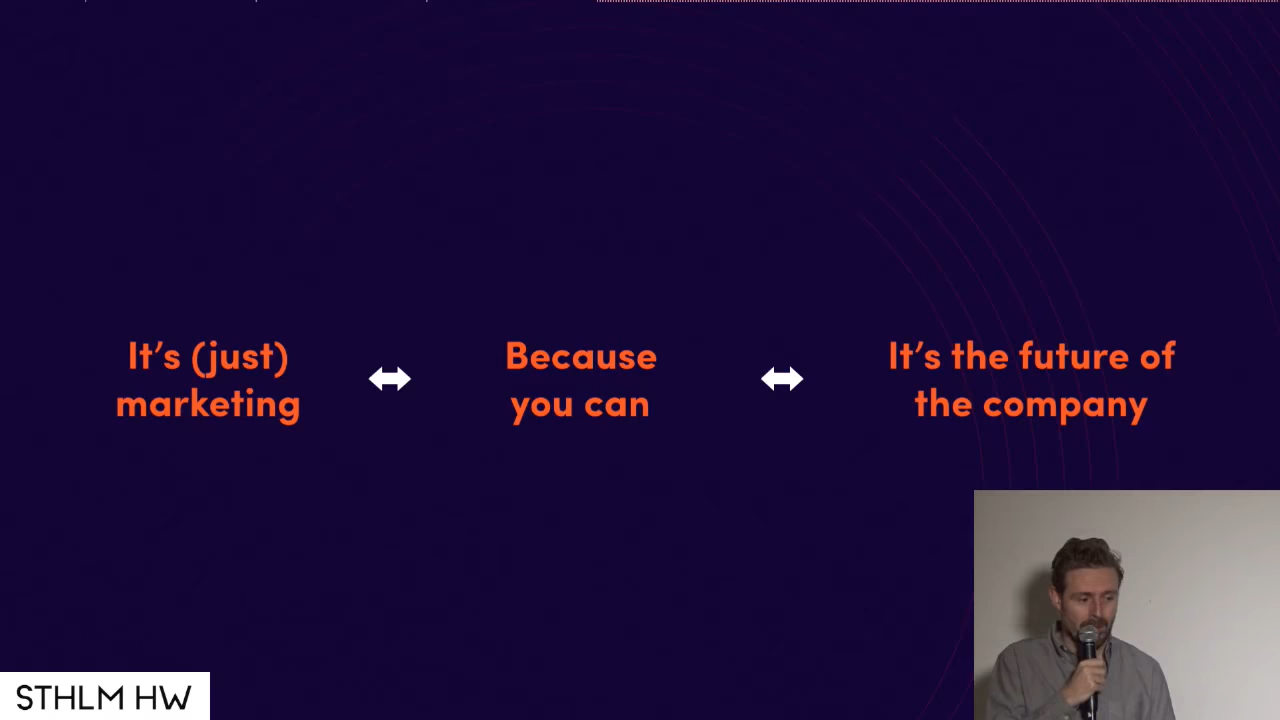 It's (just)
marketing
Because
you can
It's the future of
the company
STHLM HW